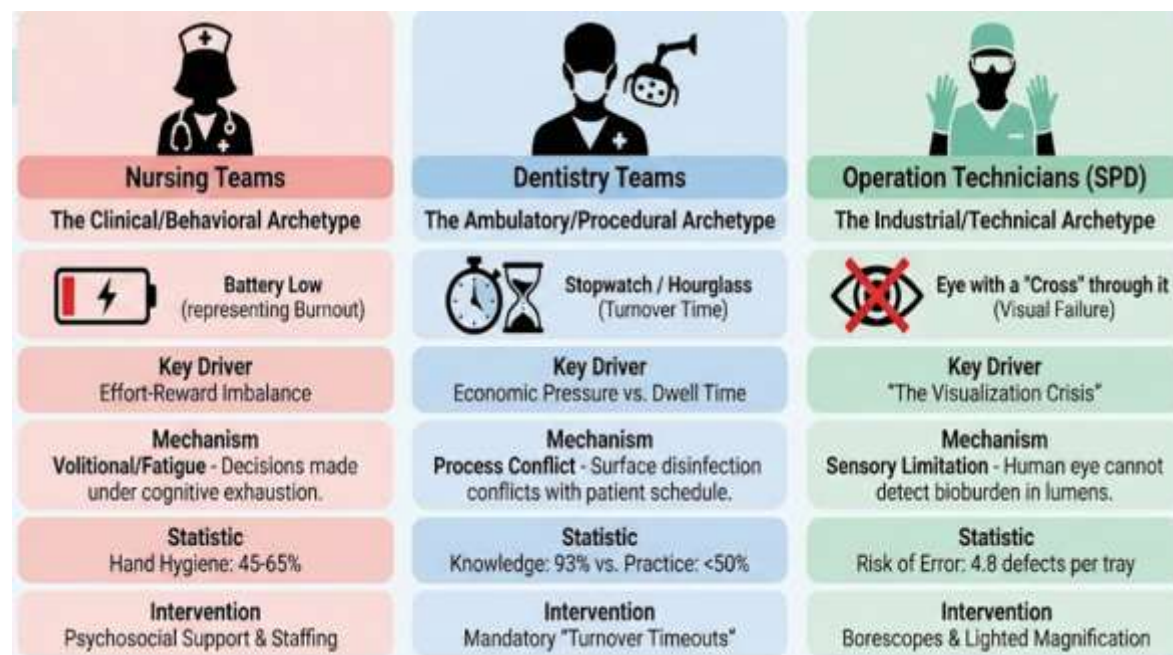 Nursing Teams
The Clinical/Behavioral Archetype
Battery Low
(representing Burnout)
Key Driver
Effort-Reward Imbalance
Mechanism
Volitional/Fatigue - Decisions made
under cognitive exhaustion.
Statistic
Hand Hygiene: 45-65%
Intervention
Psychosocial Support & Staffing
Dentistry Teams
The Ambulatory/Procedural Archetype
Stopwatch / Hourglass
(Turnover Time)
Key Driver
Economic Pressure vs. Dwell Time
Mechanism
Process Conflict - Surface disinfection
conflicts with patient schedule.
Statistic
Knowledge: 93% vs. Practice: <50%
Intervention
Mandatory "Turnover Timeouts"
Operation Technicians (SPD)
The Industrial/Technical Archetype
Eye with a "Cross" through it
(Visual Failure)
Key Driver
"The Visualization Crisis"
Mechanism
Sensory Limitation - Human eye cannot
detect bioburden in lumens.
Statistic
Risk of Error: 4.8 defects per tray
Intervention
Borescopes & Lighted Magnification